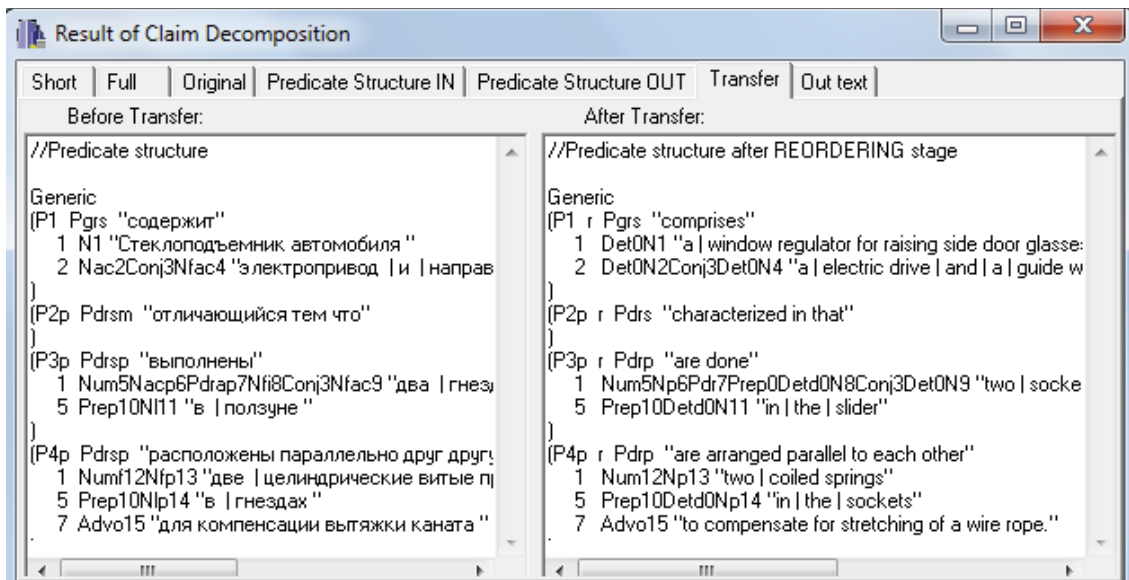 Result of Claim Decomposition
Short Full Original Predicate Structure IN Predicate Structure OUT Transfer Out text
Before Transfer:
//Predicate structure
Generic
(P1 Pgrs "содержит"
1 N1 "Стеклоподъемник автомобиля "
2 Nac2Conj3Nfac4 "электропривод | и | направ
)
(P2p Pdrsm "отличающийся тем что"
)
(P3p Pdrsp "выполнены"
1 Num5Nacp6Pdrap7Nfi8Conj3Nfac9 "два | гнезд
5 Prep10Nl11 "в | ползуне "
)
(P4p Pdrsp "расположены параллельно друг другу
1 Numf12Nfp13 "две | цилиндрические витые п
5 Prep10Nlp14 "в | гнездах "
7 Advo15 "для компенсации вытяжки каната "
After Transfer:
//Predicate structure after REORDERING stage
Generic
(P1 r Pgrs "comprises"
1 Det0N1 "a | window regulator for raising side door glasses
2 Det0N2Conj3Det0N4 "a | electric drive | and | a | guide w
)
(P2p r Pdrs "characterized in that"
)
(P3p r Pdrp "are done"
1 Num5Np6Pdr7Prep0Detd0N8Conj3Det0N9 "two | socke
5 Prep10Detd0N11 "in | the | slider"
)
(P4p r Pdrp "are arranged parallel to each other"
1 Num12Np13 "two | coiled springs"
5 Prep10Detd0Np14 "in | the | sockets"
7 Advo15 "to compensate for stretching of a wire rope."